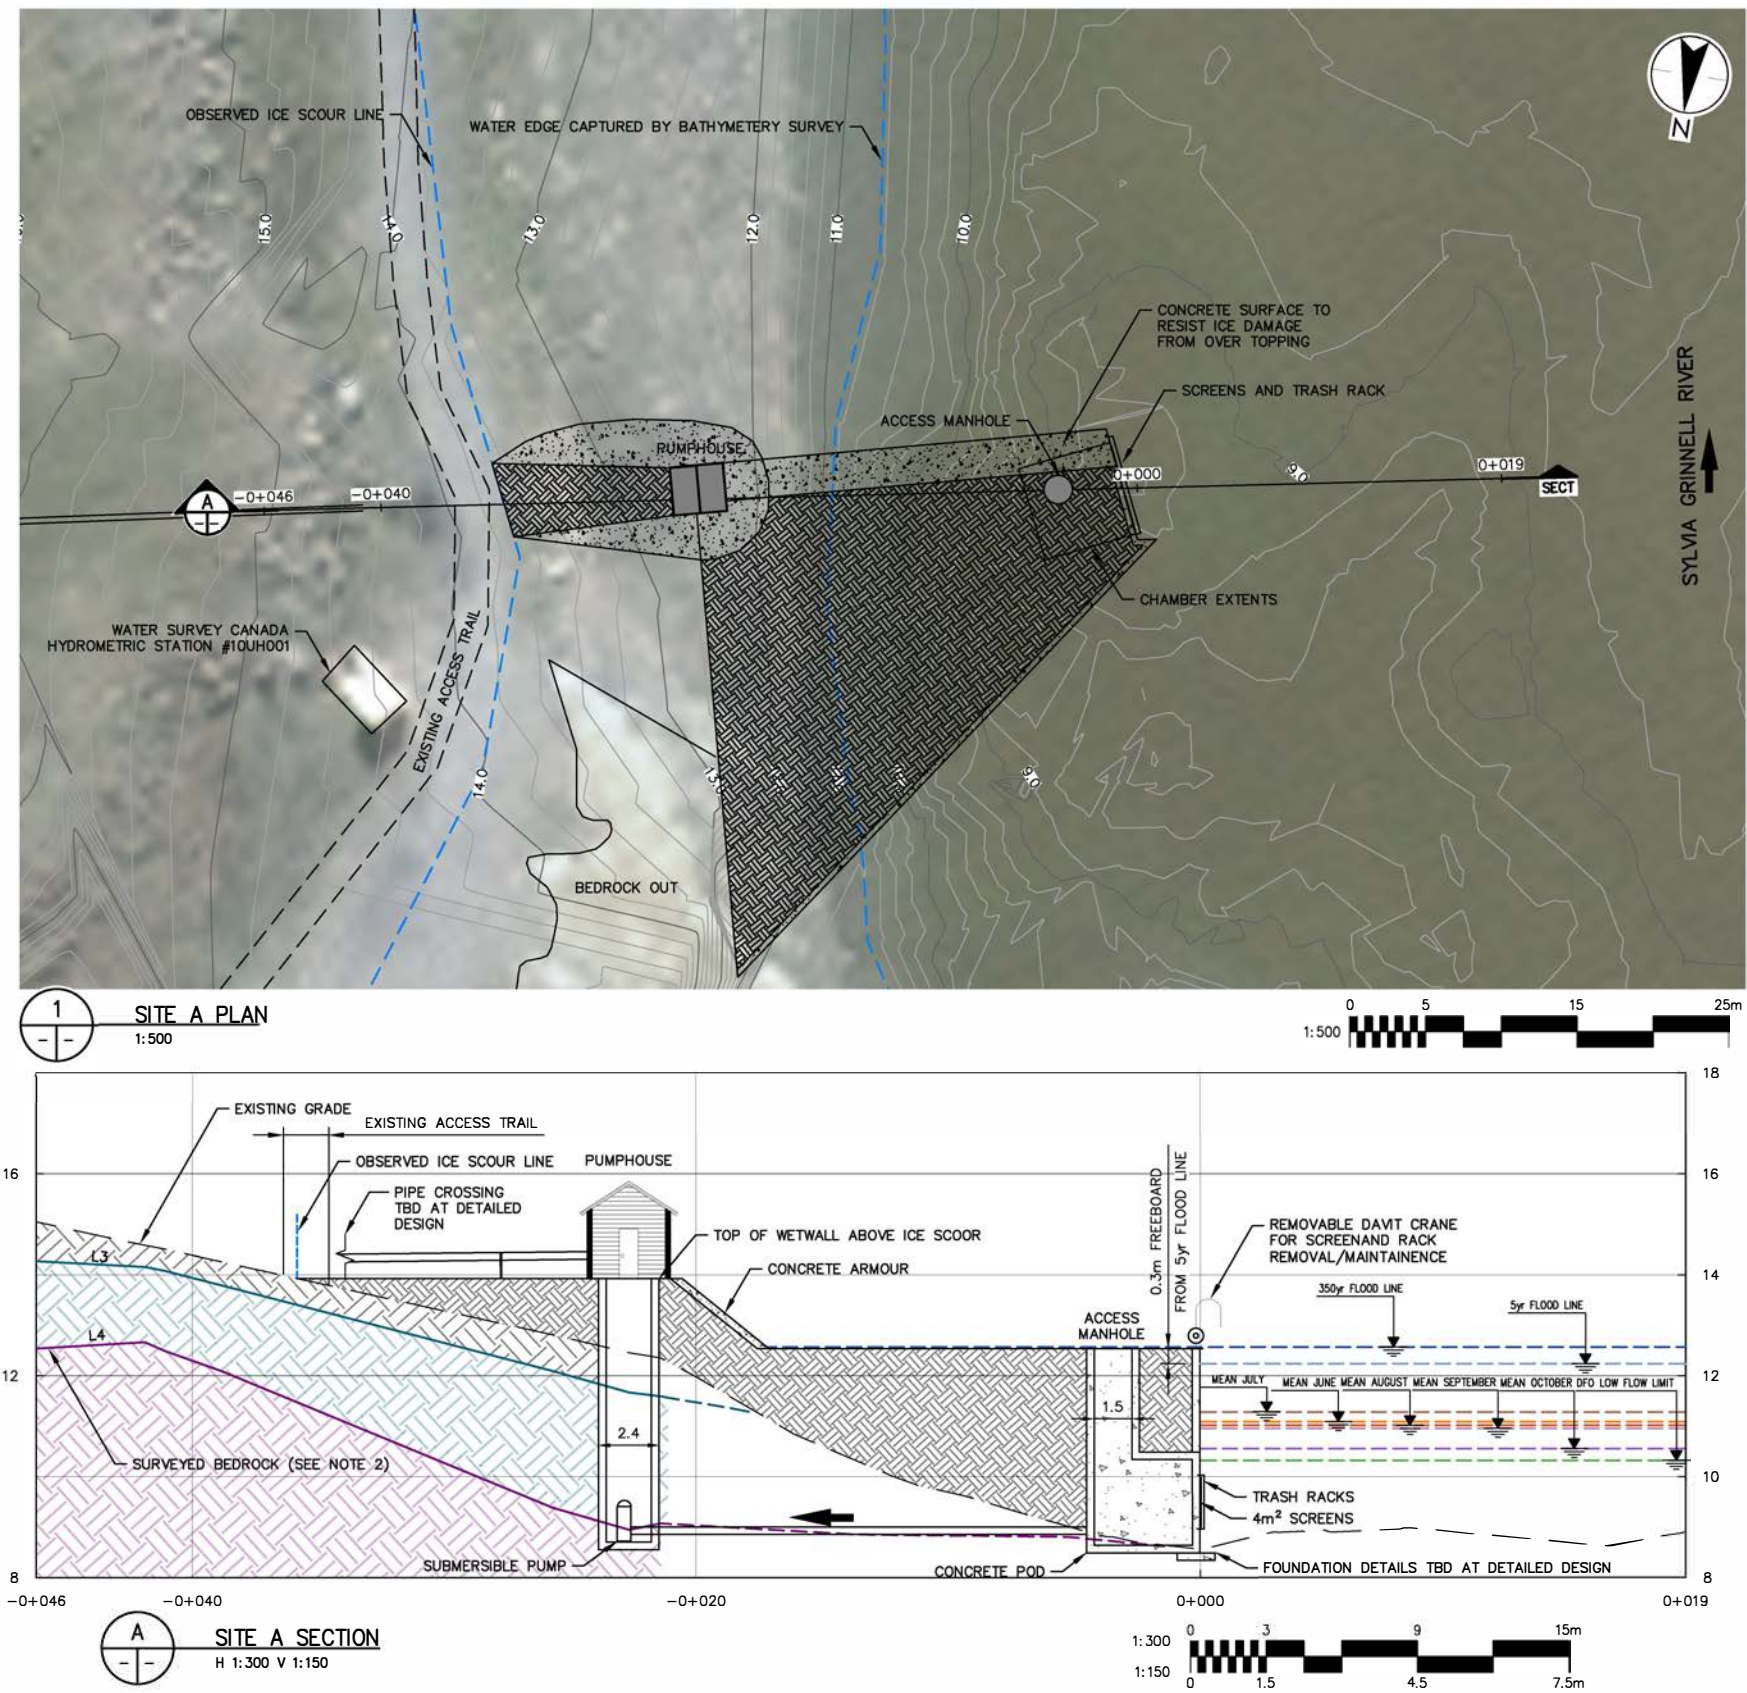 OBSERVED ICE SCOUR LINE
WATER EDGE CAPTURED BY BATHYMETERY SURVEY
N
15.0
14.0
13.0
12.0
11.0
10.0
CONCRETE SURFACE TO
RESIST ICE DAMAGE
FROM OVER TOPPING
SCREENS AND TRASH RACK
ACCESS MANHOLE
PUMPHOUSE
SYLVIA GRINNELL RIVER
A
-0+046
-0+040
0+000
9.0
0+019
SECT
CHAMBER EXTENTS
WATER SURVEY CANADA
HYDROMETRIC STATION #10UH001
EXISTING ACCESS TRAIL
14.0
13.0
9.0
BEDROCK OUT
1
SITE A PLAN
1:500
0 5 15 25m
1:500
18
EXISTING GRADE
EXISTING ACCESS TRAIL
OBSERVED ICE SCOUR LINE
PUMPHOUSE
16
16
PIPE CROSSING
TBD AT DETAILED
DESIGN
TOP OF WETWALL ABOVE ICE SCOOR
CONCRETE ARMOUR
0.3m FREEBOARD
FROM 5yr FLOOD LINE
REMOVABLE DAVIT CRANE
FOR SCREENAND RACK
REMOVAL/MAINTAINENCE
L3
14
14
350yr FLOOD LINE
5yr FLOOD LINE
ACCESS
MANHOLE
L4
12
12
MEAN JULY
MEAN JUNE MEAN AUGUST MEAN SEPTEMBER MEAN OCTOBER DFO LOW FLOW LIMIT
1.5
2.4
SURVEYED BEDROCK (SEE NOTE 2)
10
10
TRASH RACKS
4m² SCREENS
SUBMERSIBLE PUMP
CONCRETE POD
FOUNDATION DETAILS TBD AT DETAILED DESIGN
8
8
-0+046
-0+040
-0+020
0+000
0+019
A
SITE A SECTION
H 1:300 V 1:150
0 3 9 15m
1:300
1:150
0 1.5 4.5 7.5m